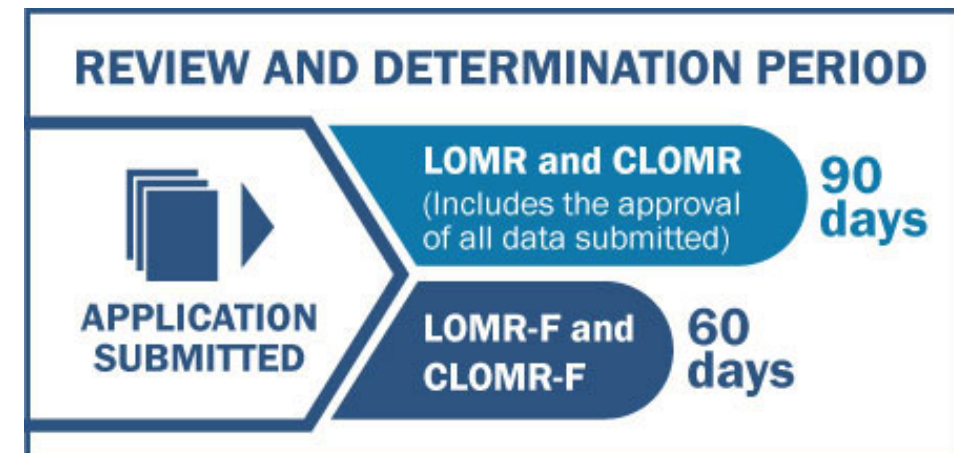 REVIEW AND DETERMINATION PERIOD
APPLICATION
SUBMITTED
LOMR and CLOMR
(Includes the approval
of all data submitted)
90
days
LOMR-F and
CLOMR-F
60
days